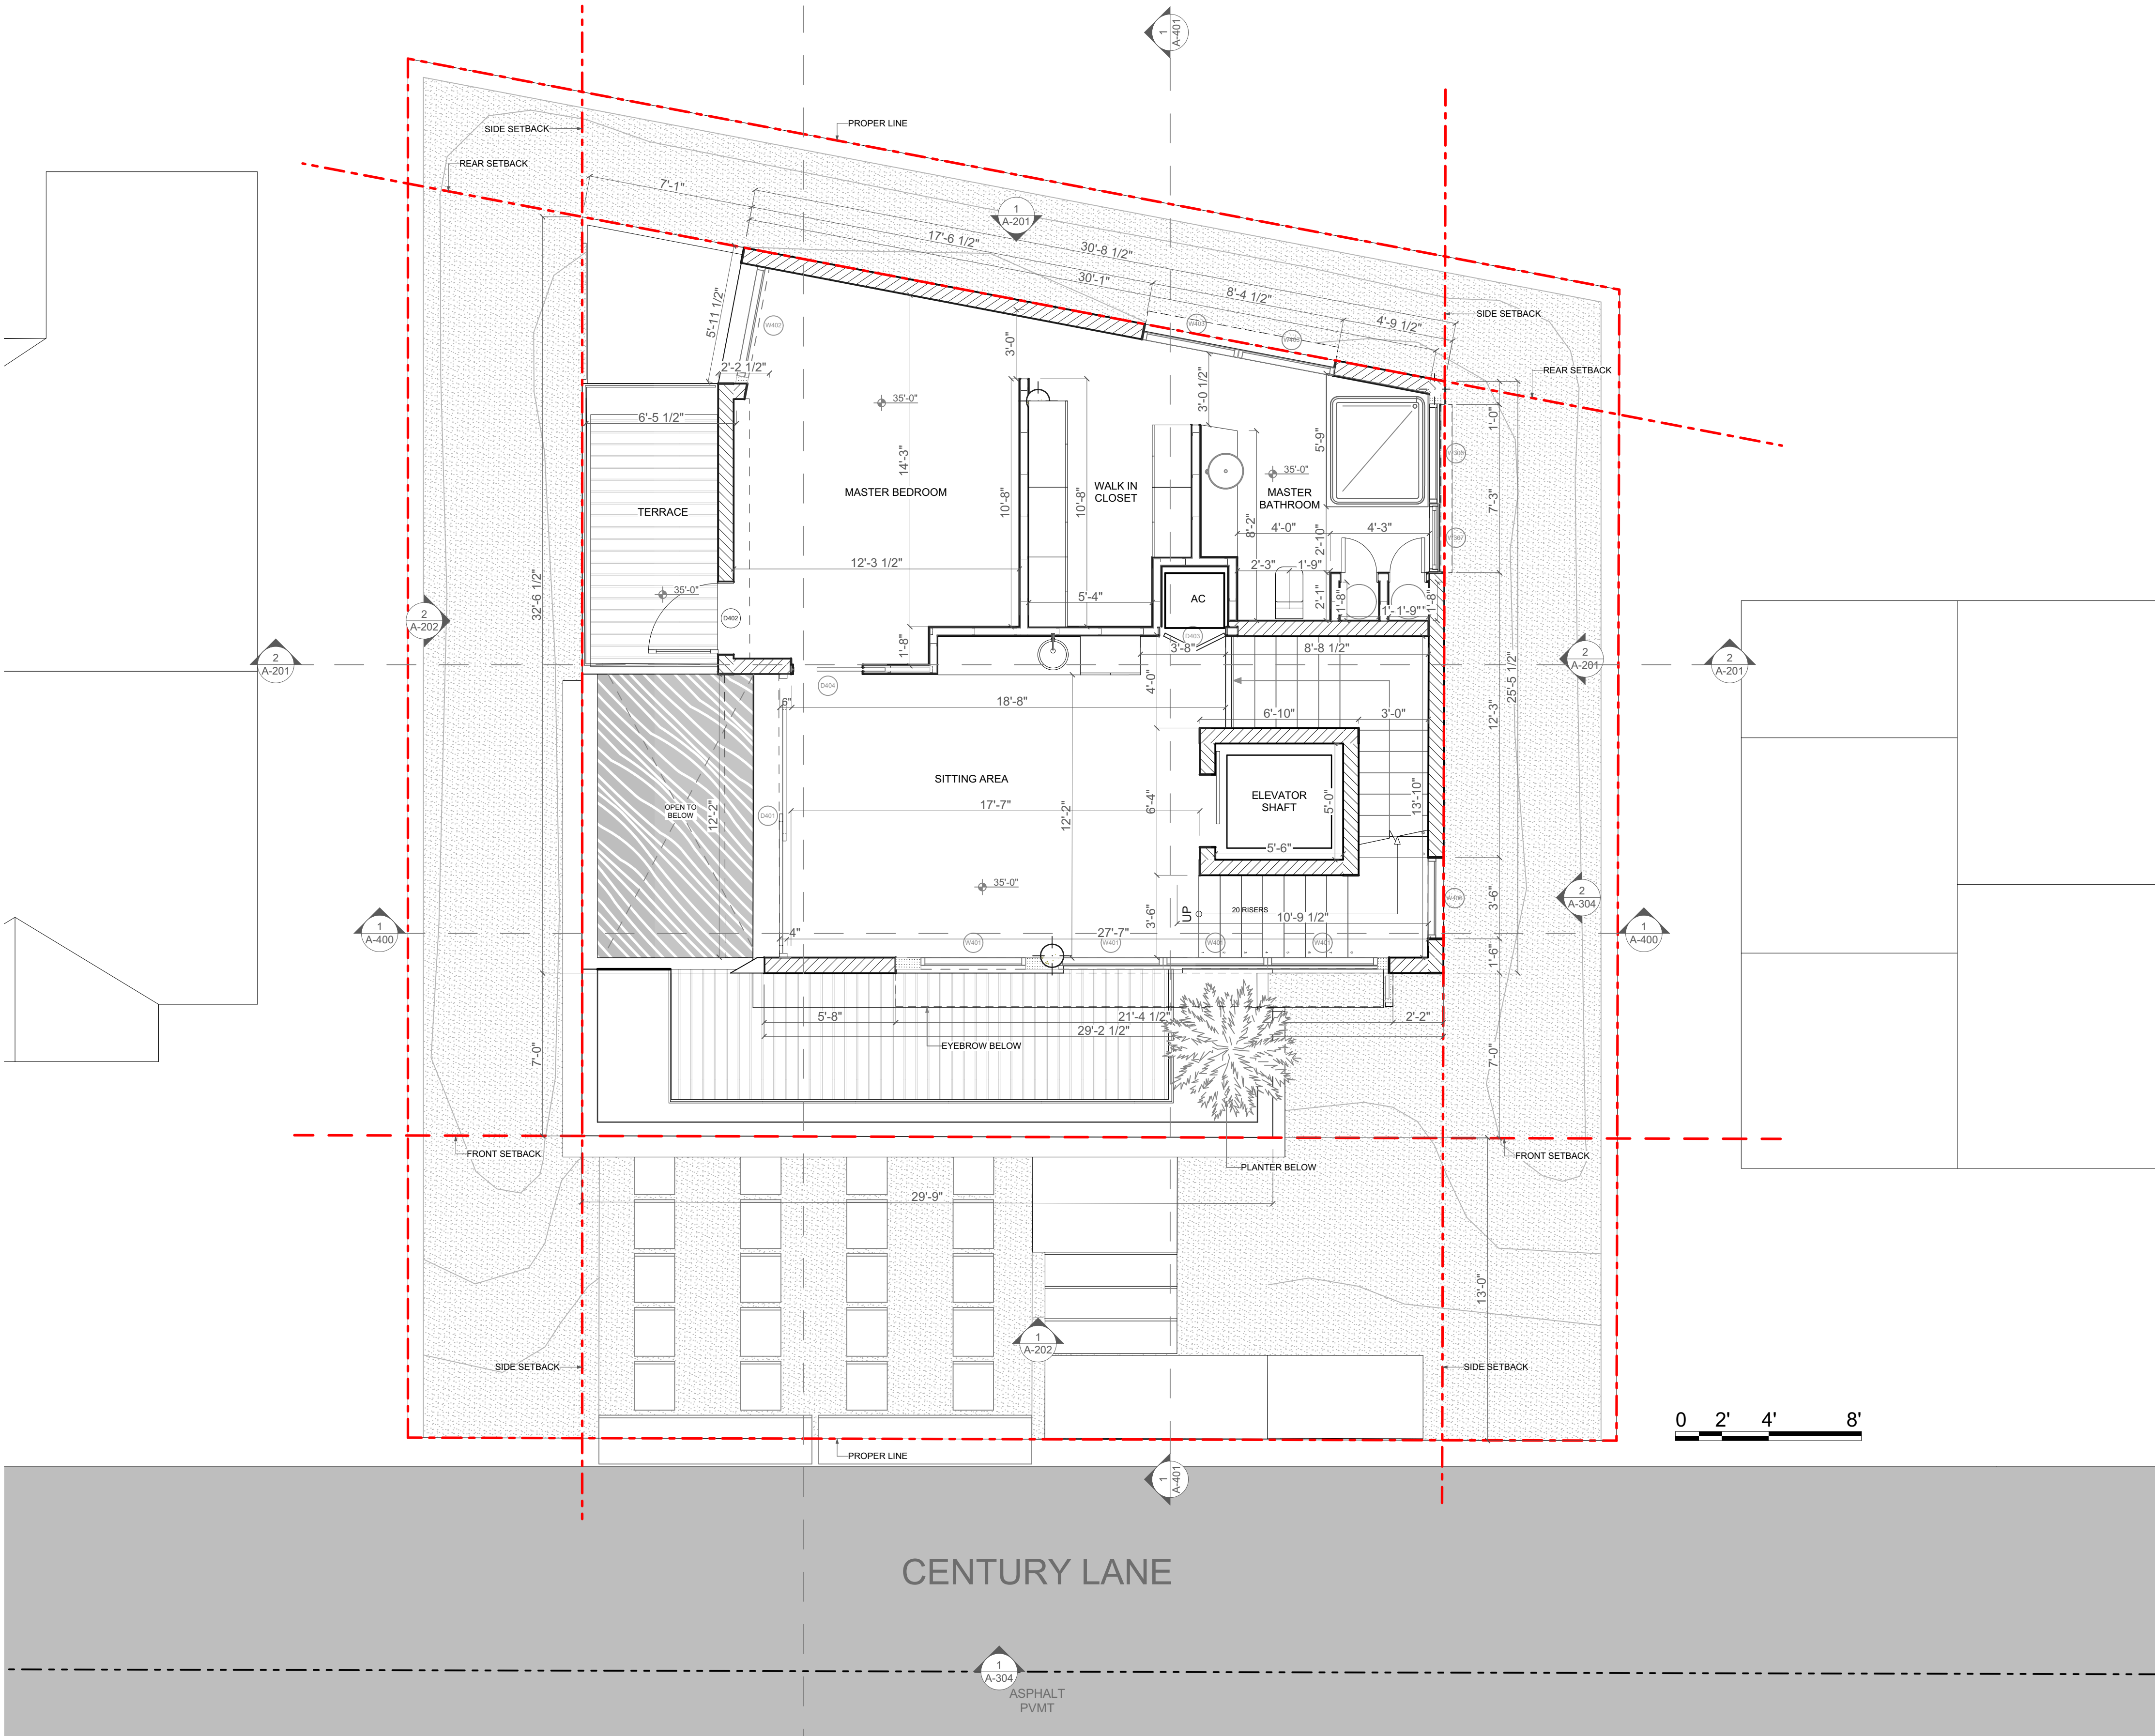 1
A-401
SIDE SETBACK
PROPER LINE
REAR SETBACK
7'-1"
1
A-201
17'-6 1/2"
30'-8 1/2"
30'-1"
8'-4 1/2"
4'-9 1/2"
SIDE SETBACK
5'-11 1/2"
W402
W403
W405
3'-0"
2'-2 1/2"
REAR SETBACK
35'-0"
3'-0 1/2"
6'-5 1/2"
1'-0"
5'-9"
14'-3"
35'-0"
MASTER BEDROOM
WALK IN
CLOSET
MASTER
BATHROOM
TERRACE
10'-8"
10'-8"
7'-3"
8'-2"
4'-0"
2'-10"
4'-3"
12'-3 1/2"
2'-3"
1'-9"
32'-6 1/2"
35'-0"
5'-4"
AC
2'-1"
1'-8"
1'-9"
1'-8"
2
A-202
D402
D403
1'-8"
3'-8"
8'-8 1/2"
2
A-201
2
A-201
2
A-201
D404
4'-0"
25'-5 1/2"
6"
18'-8"
6'-10"
3'-0"
12'-3"
SITTING AREA
OPEN TO
BELOW
12'-2"
D401
17'-7"
12'-2"
6'-4"
ELEVATOR
SHAFT
5'-0"
13'-10"
5'-6"
35'-0"
UP
20 RISERS
10'-9 1/2"
3'-6"
3'-6"
2
A-304
1
A-400
1
A-400
4"
27'-7"
W401
W401
W401
W401
1'-6"
5'-8"
21'-4 1/2"
2'-2"
29'-2 1/2"
EYEBROW BELOW
7'-0"
7'-0"
FRONT SETBACK
FRONT SETBACK
PLANTER BELOW
29'-9"
13'-0"
1
A-202
SIDE SETBACK
SIDE SETBACK
0 2' 4' 8'
PROPER LINE
1
A-401
CENTURY LANE
1
A-304
ASPHALT
PVMT